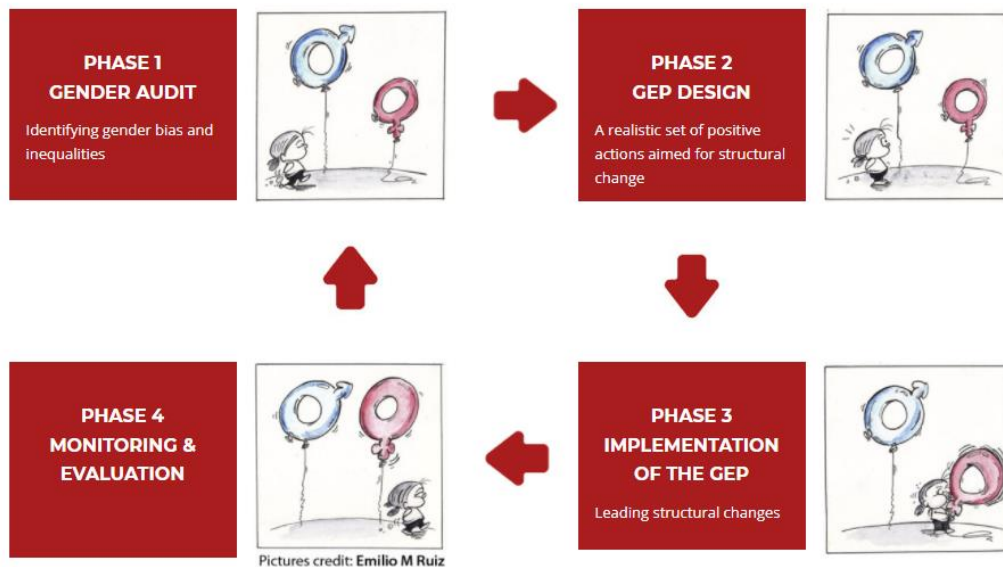 PHASE 1
GENDER AUDIT
Identifying gender bias and
inequalities
PHASE 2
GEP DESIGN
A realistic set of positive
actions aimed for structural
change
PHASE 3
IMPLEMENTATION
OF THE GEP
Leading structural changes
PHASE 4
MONITORING &
EVALUATION
Pictures credit: Emilio M Ruiz